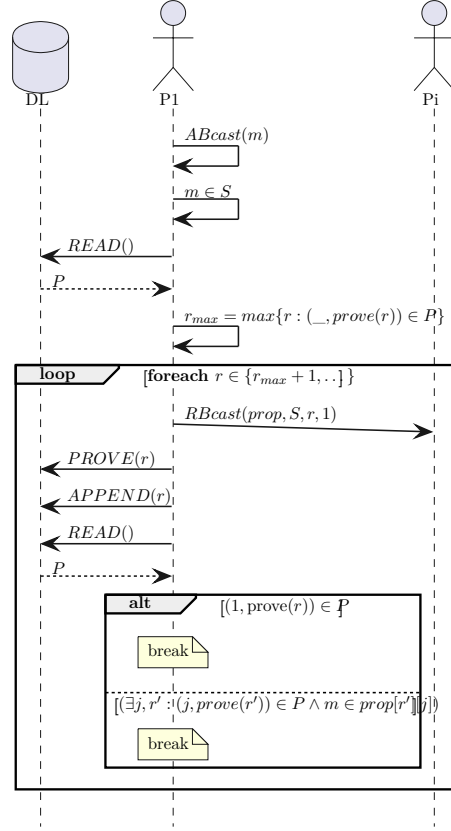 DL P1 Pi
ABcast(m)
m ∈ S
READ()
P
r_max = max{r : (_, prove(r)) ∈ P}
loop [foreach r ∈ {r_max + 1, ..] }
RBcast(prop, S, r, 1)
PROVE(r)
APPEND(r)
READ()
P
alt [(1, prove(r)) ∈ P]
break
[(∃j, r' : (j, prove(r')) ∈ P ∧ m ∈ prop[r'][j])]
break